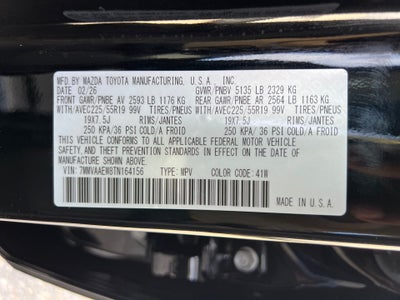 MFD. BY MAZDA TOYOTA MANUFACTURING, U.S.A., INC.
DATE 02/26 GVWR/PNBV 5135 LB 2329 KG
FRONT GAWR/PNBE AV 2593 LB 1176 KG REAR GAWR/PNBE AR 2564 LB 1163 KG
WITH/AVEC225/55R19 99V TIRES/PNEUS WITH/AVEC225/55R19 99V TIRES/PNEUS
19X7.5J RIMS/JANTES 19X7.5J RIMS/JANTES
250 KPA/36 PSI COLD/A FROID 250 KPA/36 PSI COLD/A FROID
THIS VEHICLE CONFORMS TO ALL APPLICABLE FEDERAL MOTOR VEHICLE
SAFETY, BUMPER, AND THEFT PREVENTION STANDARDS IN EFFECT ON THE DATE
OF MANUFACTURE SHOWN ABOVE.
VIN: 7MMVAAEW8TN164156 TYPE: MPV COLOR CODE: 41W
MADE IN U.S.A.